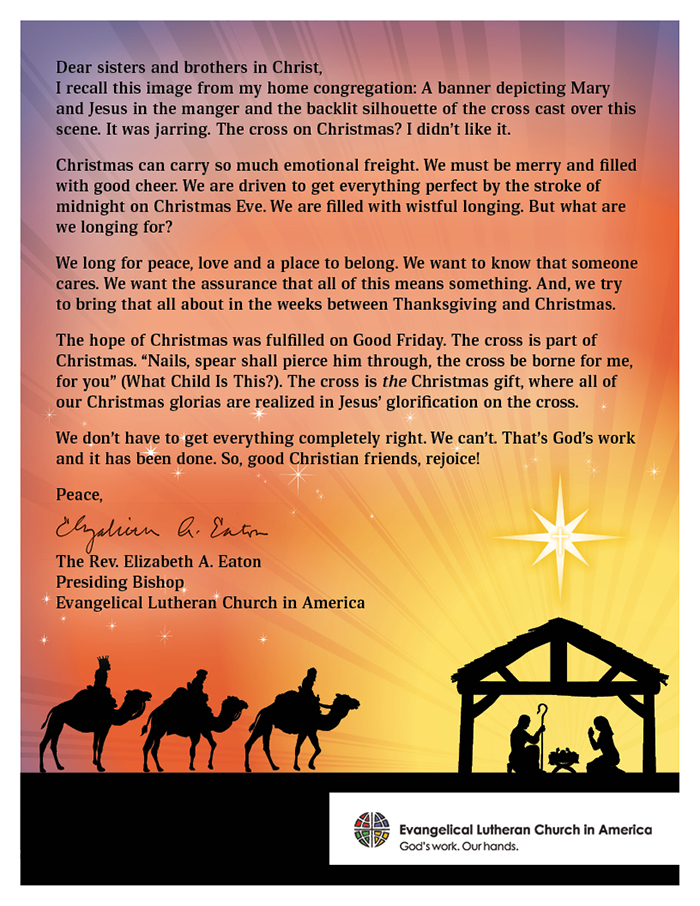 Dear sisters and brothers in Christ,
I recall this image from my home congregation: A banner depicting Mary
and Jesus in the manger and the backlit silhouette of the cross cast over this
scene. It was jarring. The cross on Christmas? I didn't like it.
Christmas can carry so much emotional freight. We must be merry and filled
with good cheer. We are driven to get everything perfect by the stroke of
midnight on Christmas Eve. We are filled with wistful longing. But what are
we longing for?
We long for peace, love and a place to belong. We want to know that someone
cares. We want the assurance that all of this means something. And, we try
to bring that all about in the weeks between Thanksgiving and Christmas.
The hope of Christmas was fulfilled on Good Friday. The cross is part of
Christmas. “Nails, spear shall pierce him through, the cross be borne for me,
for you” (What Child Is This?). The cross is the Christmas gift, where all of
our Christmas glorias are realized in Jesus’ glorification on the cross.
We don’t have to get everything completely right. We can’t. That’s God’s work
and it has been done. So, good Christian friends, rejoice!
Peace,
Elizabeth A. Eaton
The Rev. Elizabeth A. Eaton
Presiding Bishop
Evangelical Lutheran Church in America
Evangelical Lutheran Church in America
God’s work. Our hands.